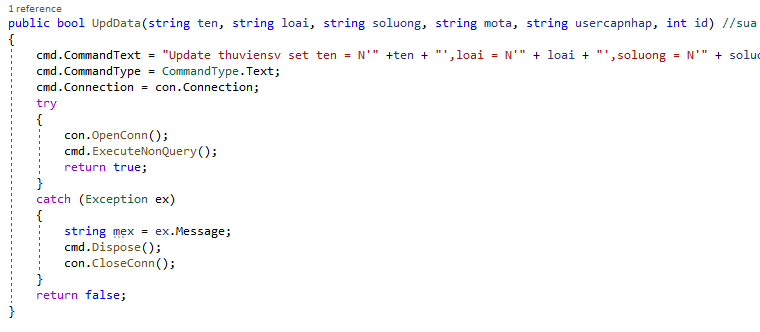 1 reference
public bool UpdData(string ten, string loai, string soluong, string mota, string usercapnhap, int id) //sua
{
cmd.CommandText = "Update thuviensv set ten = N'" +ten + "',loai = N'" + loai + "',soluong = N'" + soluo
cmd.CommandType = CommandType.Text;
cmd.Connection = con.Connection;
try
{
con.OpenConn();
cmd.ExecuteNonQuery();
return true;
}
catch (Exception ex)
{
string mex = ex.Message;
cmd.Dispose();
con.CloseConn();
}
return false;
}